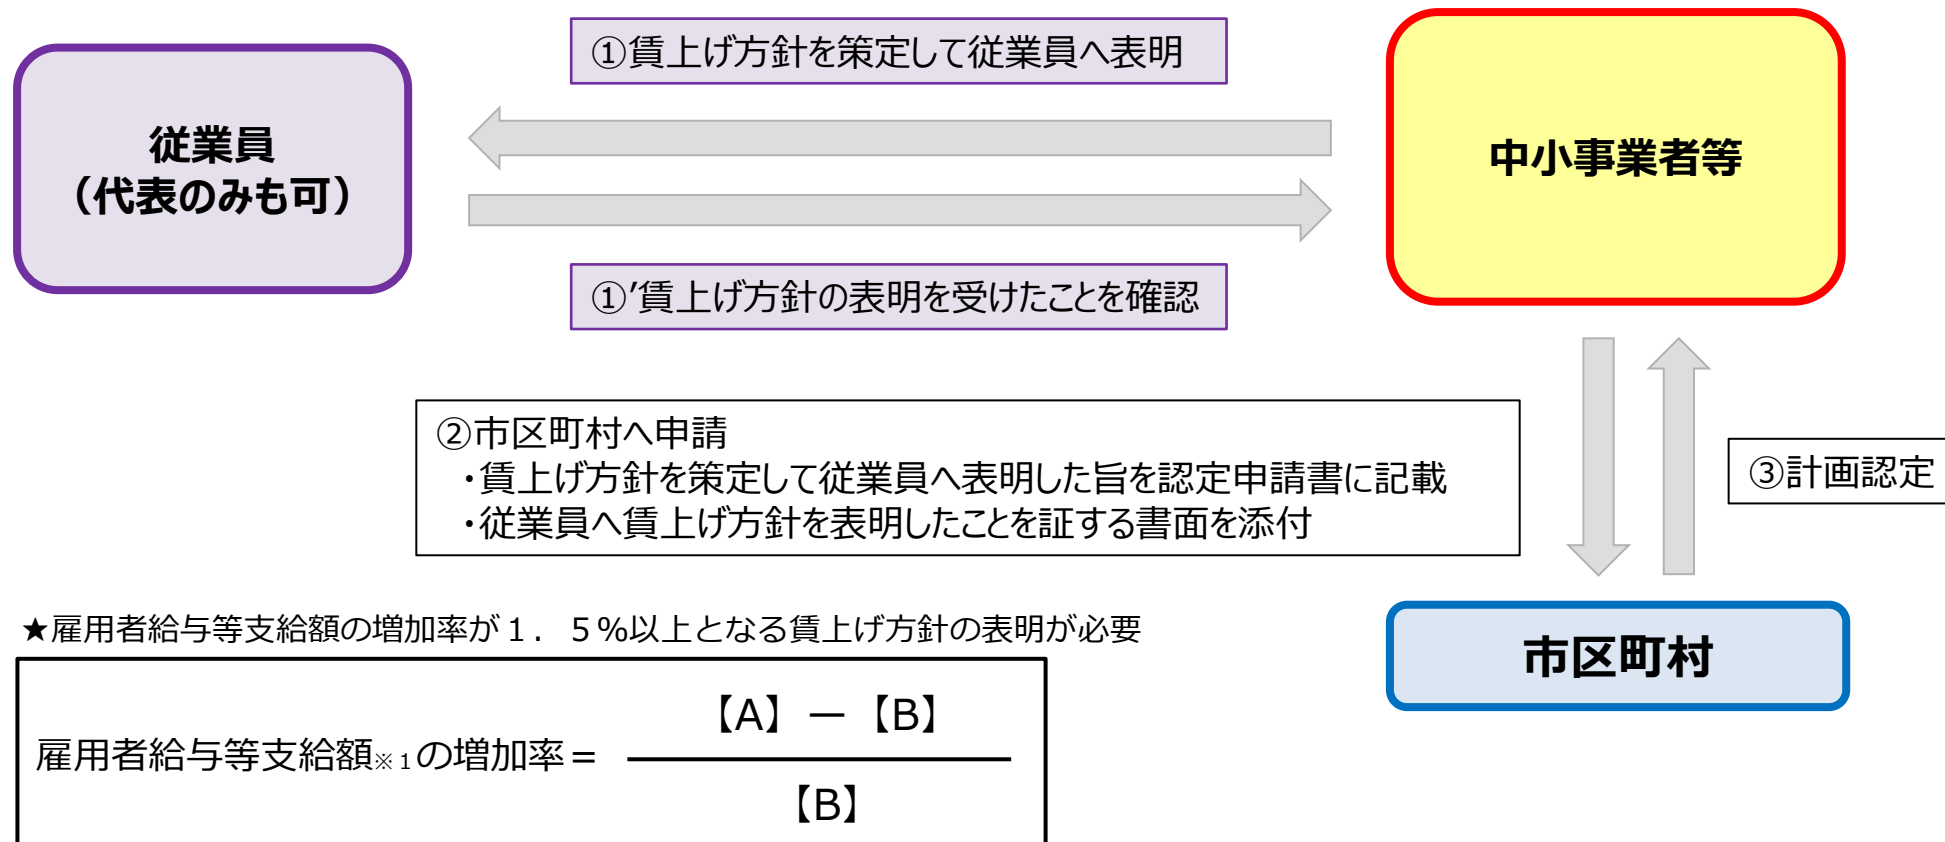 ①賃上げ方針を策定して従業員へ表明
従業員
（代表のみも可）
中小事業者等
①’賃上げ方針の表明を受けたことを確認
②市区町村へ申請
・賃上げ方針を策定して従業員へ表明した旨を認定申請書に記載
・従業員へ賃上げ方針を表明したことを証する書面を添付
③計画認定
★雇用者給与等支給額の増加率が１．５%以上となる賃上げ方針の表明が必要
市区町村
【A】－【B】
雇用者給与等支給額※１の増加率＝
【B】